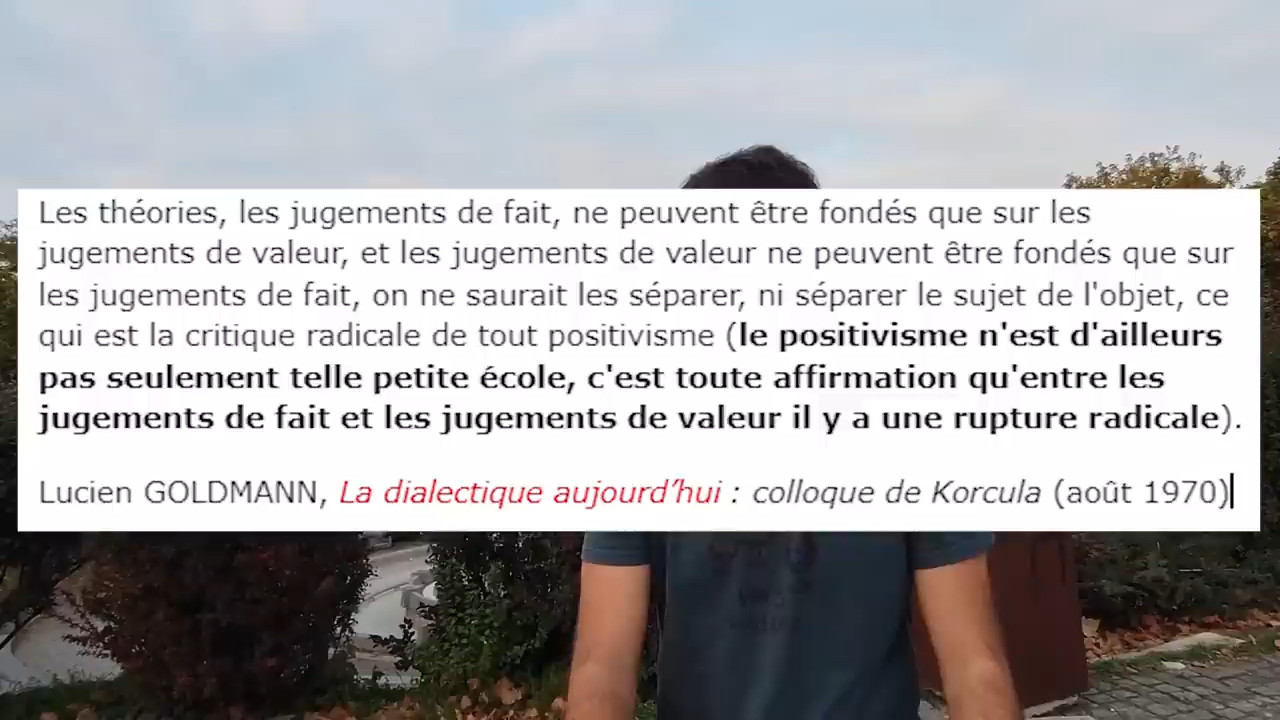 Les théories, les jugements de fait, ne peuvent être fondés que sur les
jugements de valeur, et les jugements de valeur ne peuvent être fondés que sur
les jugements de fait, on ne saurait les séparer, ni séparer le sujet de l'objet, ce
qui est la critique radicale de tout positivisme (le positivisme n'est d'ailleurs
pas seulement telle petite école, c'est toute affirmation qu'entre les
jugements de fait et les jugements de valeur il y a une rupture radicale).
Lucien GOLDMANN, La dialectique aujourd’hui : colloque de Korcula (août 1970)